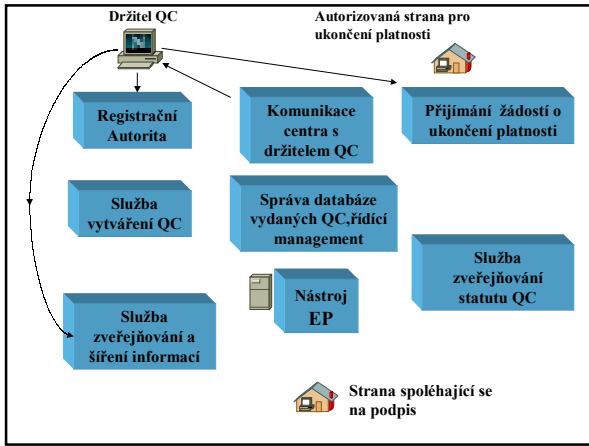 Držitel QC
Autorizovaná strana pro
ukončení platnosti
Registrační
Autorita
Komunikace
centra s
držitelem QC
Přijímání žádostí o
ukončení platnosti
Služba
vytváření QC
Správa databáze
vydaných QC,řídící
management
Služba
zveřejňování
statutu QC
Služba
zveřejňování a
šíření informací
Nástroj
EP
Strana spoléhající se
na podpis